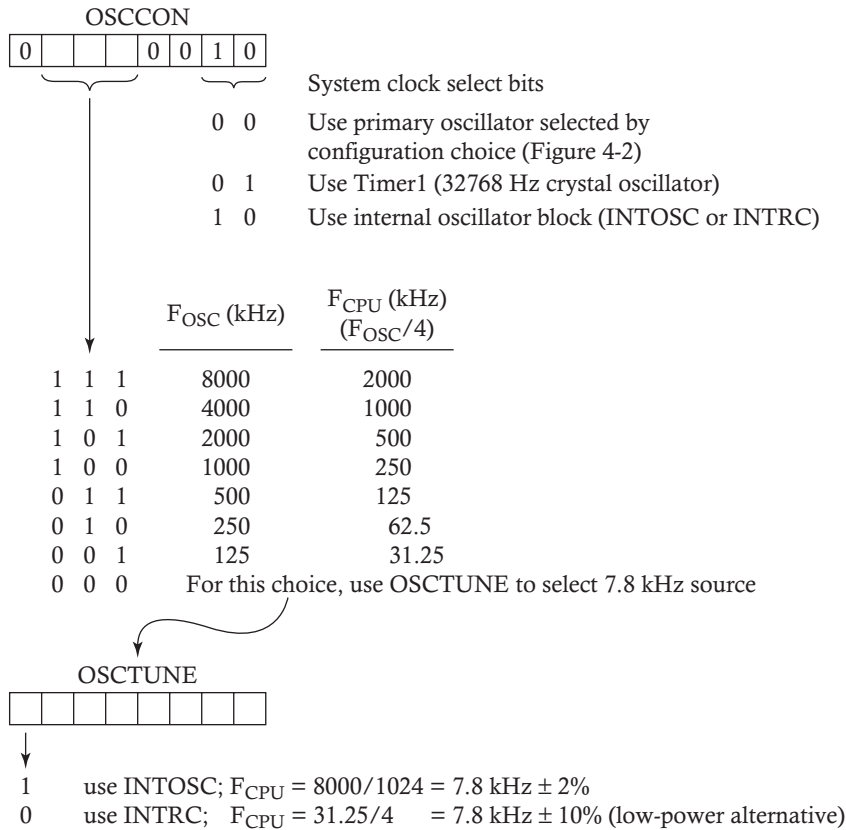 OSCCON
0 0 0 1 0
System clock select bits
0 0 Use primary oscillator selected by
configuration choice (Figure 4-2)
0 1 Use Timer1 (32768 Hz crystal oscillator)
1 0 Use internal oscillator block (INTOSC or INTRC)
FOSC (kHz) FCPU (kHz)
(FOSC/4)
1 1 1 8000 2000
1 1 0 4000 1000
1 0 1 2000 500
1 0 0 1000 250
0 1 1 500 125
0 1 0 250 62.5
0 0 1 125 31.25
0 0 0 For this choice, use OSCTUNE to select 7.8 kHz source
OSCTUNE
1 use INTOSC; FCPU = 8000/1024 = 7.8 kHz ± 2%
0 use INTRC; FCPU = 31.25/4 = 7.8 kHz ± 10% (low-power alternative)